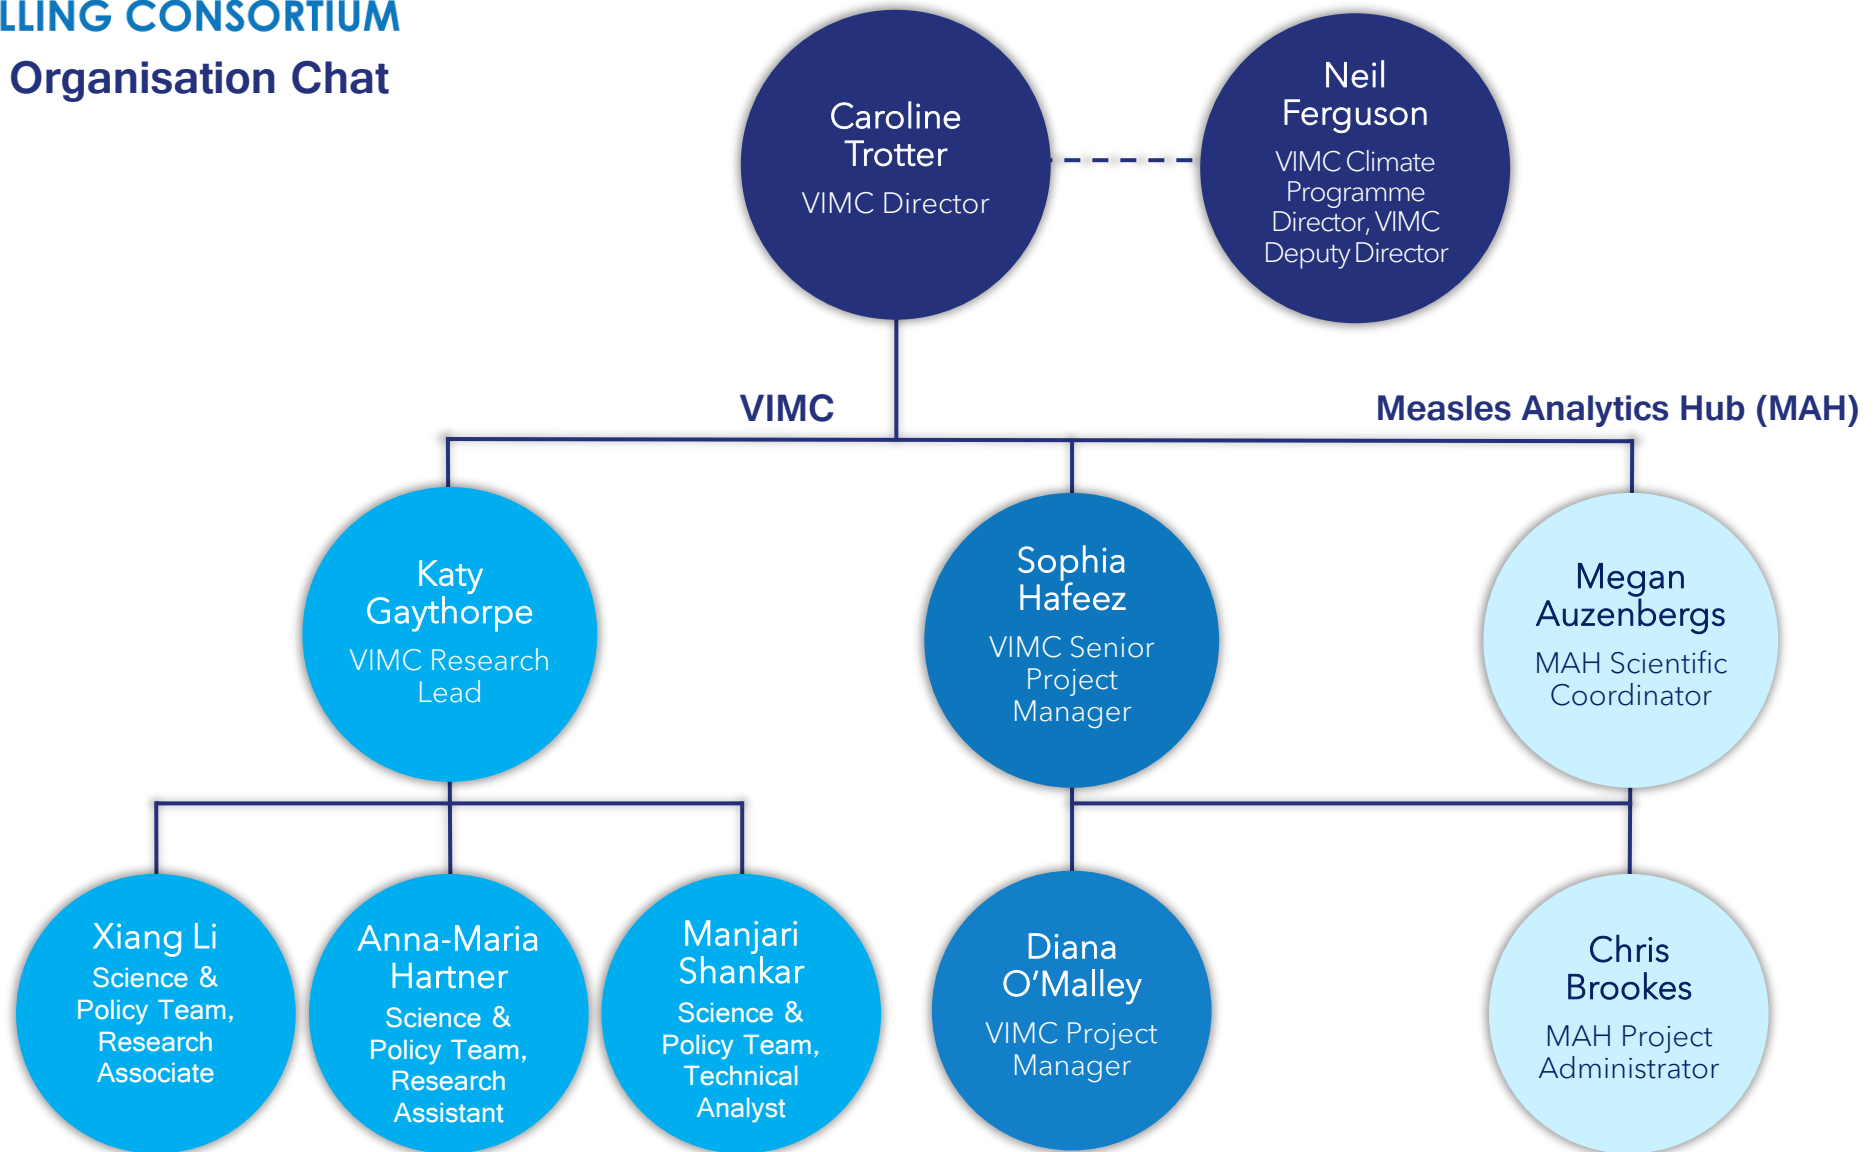 LLING CONSORTIUM
Organisation Chat
Caroline
Trotter
VIMC Director
Neil
Ferguson
VIMC Climate
Programme
Director, VIMC
Deputy Director
VIMC
Measles Analytics Hub (MAH)
Katy
Gaythorpe
VIMC Research
Lead
Sophia
Hafeez
VIMC Senior
Project
Manager
Megan
Auzenbergs
MAH Scientific
Coordinator
Xiang Li
Science &
Policy Team,
Research
Associate
Anna-Maria
Hartner
Science &
Policy Team,
Research
Assistant
Manjari
Shankar
Science &
Policy Team,
Technical
Analyst
Diana
O’Malley
VIMC Project
Manager
Chris
Brookes
MAH Project
Administrator